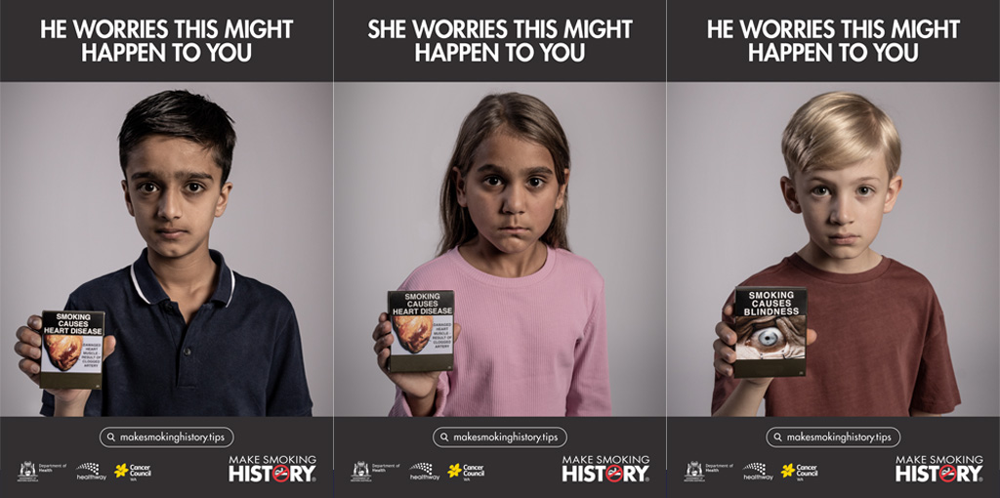 HE WORRIES THIS MIGHT
HAPPEN TO YOU
SMOKING
CAUSES
HEART DISEASE
DAMAGED
HEART
MUSCLE
RESULT OF
CLOGGED
ARTERY
makesmokinghistory.tips
Department of
Health
healthway
Cancer
Council
WA
MAKE SMOKING
HISTORY
SHE WORRIES THIS MIGHT
HAPPEN TO YOU
SMOKING
CAUSES
HEART DISEASE
DAMAGED
HEART
MUSCLE
RESULT OF
CLOGGED
ARTERY
makesmokinghistory.tips
Department of
Health
healthway
Cancer
Council
WA
MAKE SMOKING
HISTORY
HE WORRIES THIS MIGHT
HAPPEN TO YOU
SMOKING
CAUSES
BLINDNESS
makesmokinghistory.tips
Department of
Health
healthway
Cancer
Council
WA
MAKE SMOKING
HISTORY